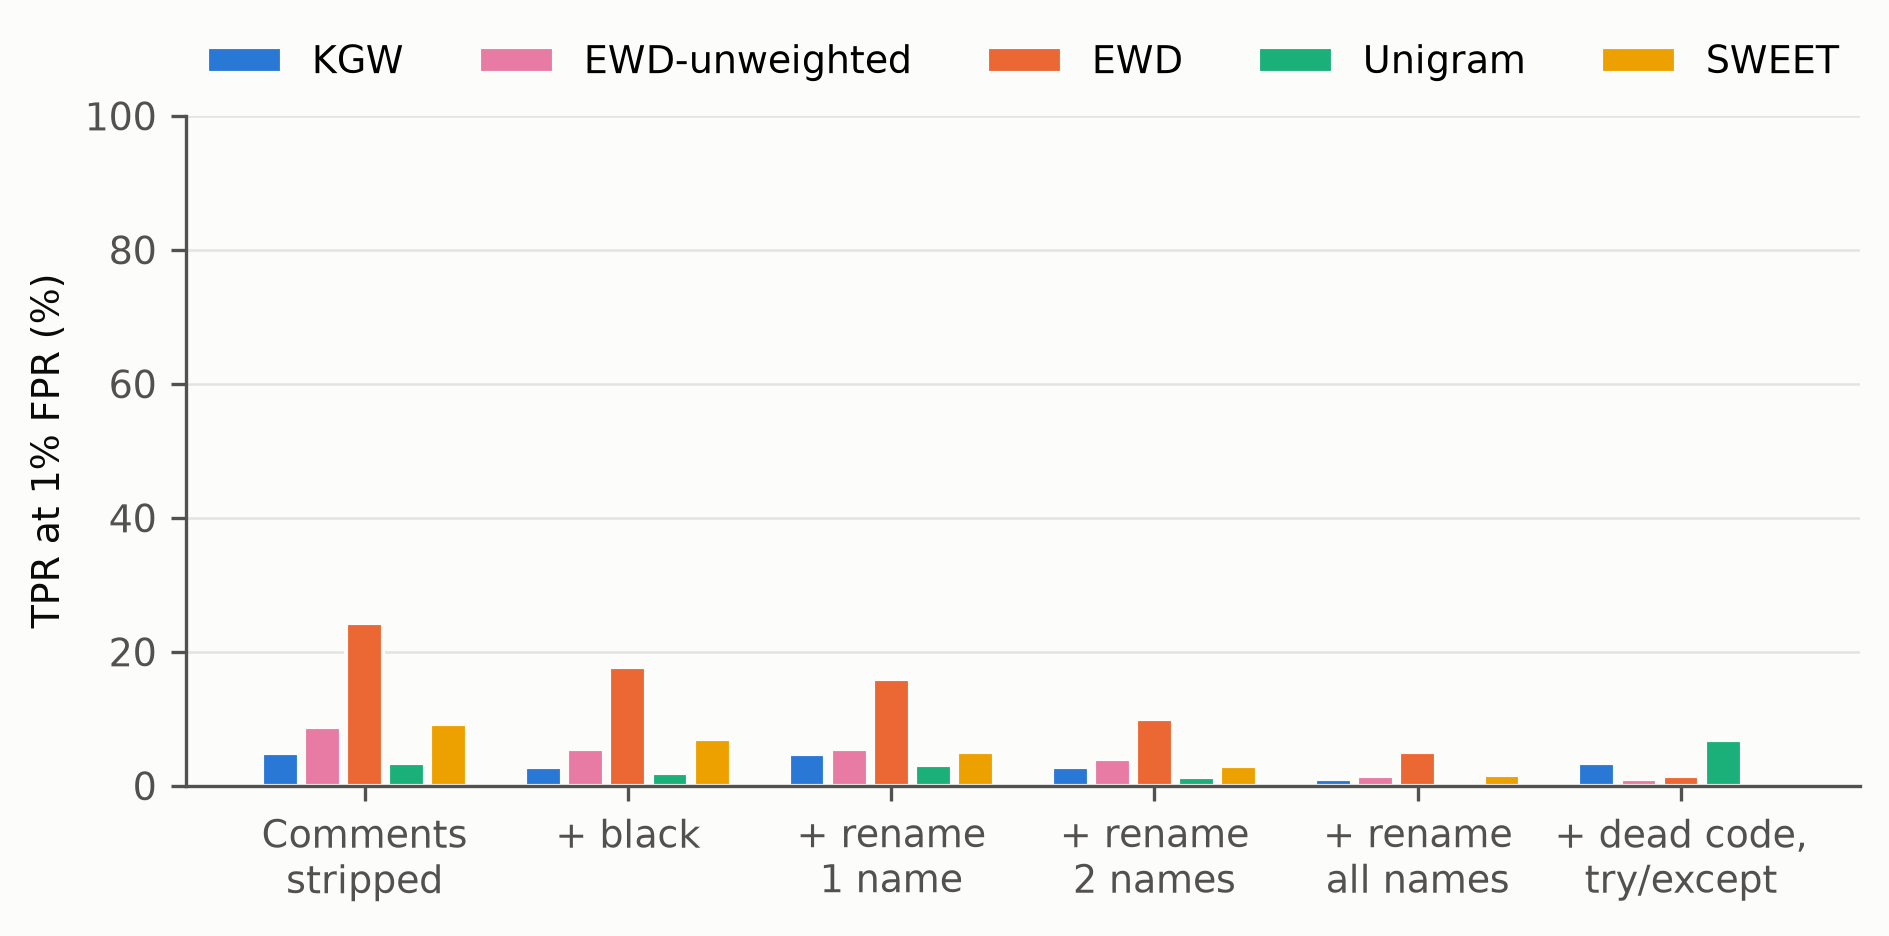 KGW EWD-unweighted EWD Unigram SWEET
TPR at 1% FPR (%)
100
80
60
40
20
0
Comments
stripped
+ black
+ rename
1 name
+ rename
2 names
+ rename
all names
+ dead code,
try/except